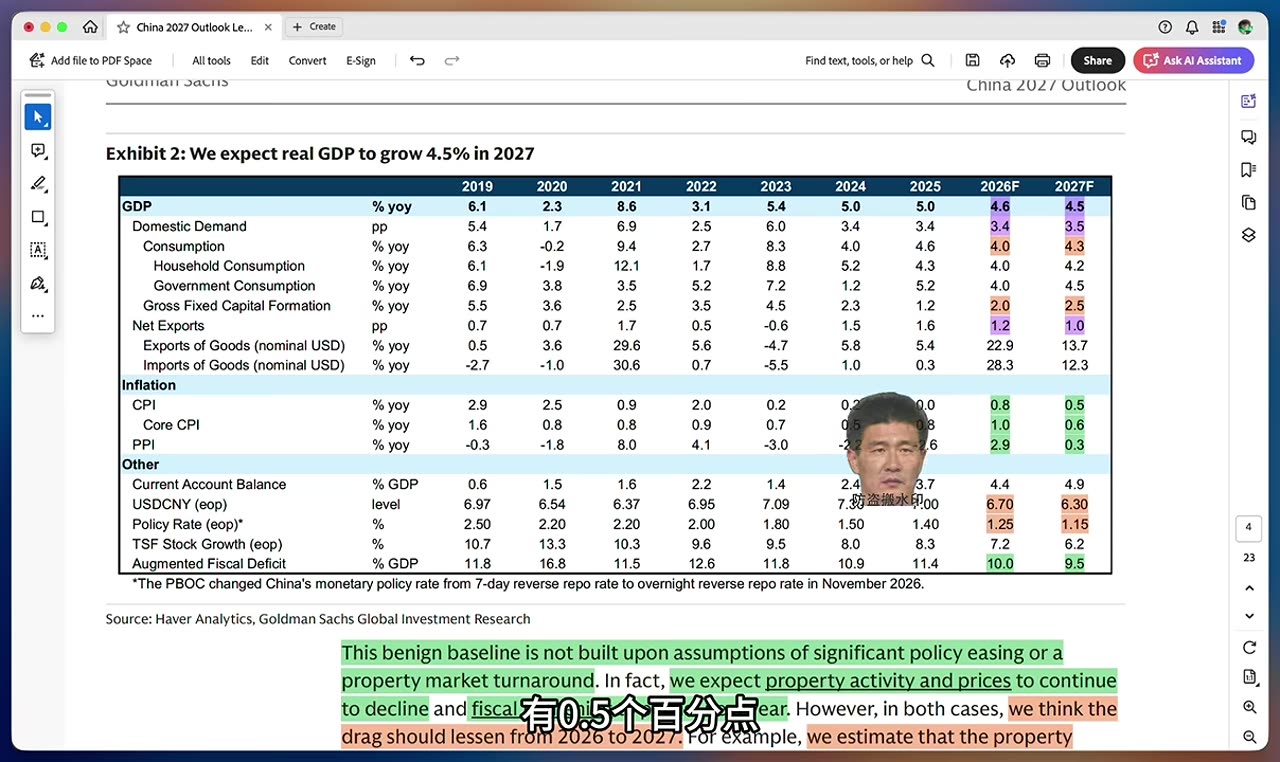 China 2027 Outlook Le...
Create
Add file to PDF Space
All tools
Edit
Convert
E-Sign
Find text, tools, or help
Share
Ask AI Assistant
Goldman Sachs
China 2027 Outlook
Exhibit 2: We expect real GDP to grow 4.5% in 2027
2019 2020 2021 2022 2023 2024 2025 2026F 2027F
GDP % yoy 6.1 2.3 8.6 3.1 5.4 5.0 5.0 4.6 4.5
Domestic Demand pp 5.4 1.7 6.9 2.5 6.0 3.4 3.4 3.4 3.5
Consumption % yoy 6.3 -0.2 9.4 2.7 8.3 4.0 4.6 4.0 4.3
Household Consumption % yoy 6.1 -1.9 12.1 1.7 8.8 5.2 4.3 4.0 4.2
Government Consumption % yoy 6.9 3.8 3.5 5.2 7.2 1.2 5.2 4.0 4.5
Gross Fixed Capital Formation % yoy 5.5 3.6 2.5 3.5 4.5 2.3 1.2 2.0 2.5
Net Exports pp 0.7 0.7 1.7 0.5 -0.6 1.5 1.6 1.2 1.0
Exports of Goods (nominal USD) % yoy 0.5 3.6 29.6 5.6 -4.7 5.8 5.4 22.9 13.7
Imports of Goods (nominal USD) % yoy -2.7 -1.0 30.6 0.7 -5.5 1.0 0.3 28.3 12.3
Inflation
CPI % yoy 2.9 2.5 0.9 2.0 0.2 0.2 0.0 0.8 0.5
Core CPI % yoy 1.6 0.8 0.8 0.9 0.7 0.5 0.8 1.0 0.6
PPI % yoy -0.3 -1.8 8.0 4.1 -3.0 2.9 0.3
Other
Current Account Balance % GDP 0.6 1.5 1.6 2.2 1.4 2.4 3.7 4.4 4.9
USDCNY (eop) level 6.97 6.54 6.37 6.95 7.09 6.70 6.30
Policy Rate (eop)* % 2.50 2.20 2.20 2.00 1.80 1.50 1.40 1.25 1.15
TSF Stock Growth (eop) % 10.7 13.3 10.3 9.6 9.5 8.0 8.3 7.2 6.2
Augmented Fiscal Deficit % GDP 11.8 16.8 11.5 12.6 11.8 10.9 11.4 10.0 9.5
*The PBOC changed China's monetary policy rate from 7-day reverse repo rate to overnight reverse repo rate in November 2026.
防盗搬水印
Source: Haver Analytics, Goldman Sachs Global Investment Research
This benign baseline is not built upon assumptions of significant policy easing or a
property market turnaround. In fact, we expect property activity and prices to continue
to decline and fiscal year. However, in both cases, we think the
drag should lessen from 2026 to 2027. For example, we estimate that the property
有0.5个百分点
4
23